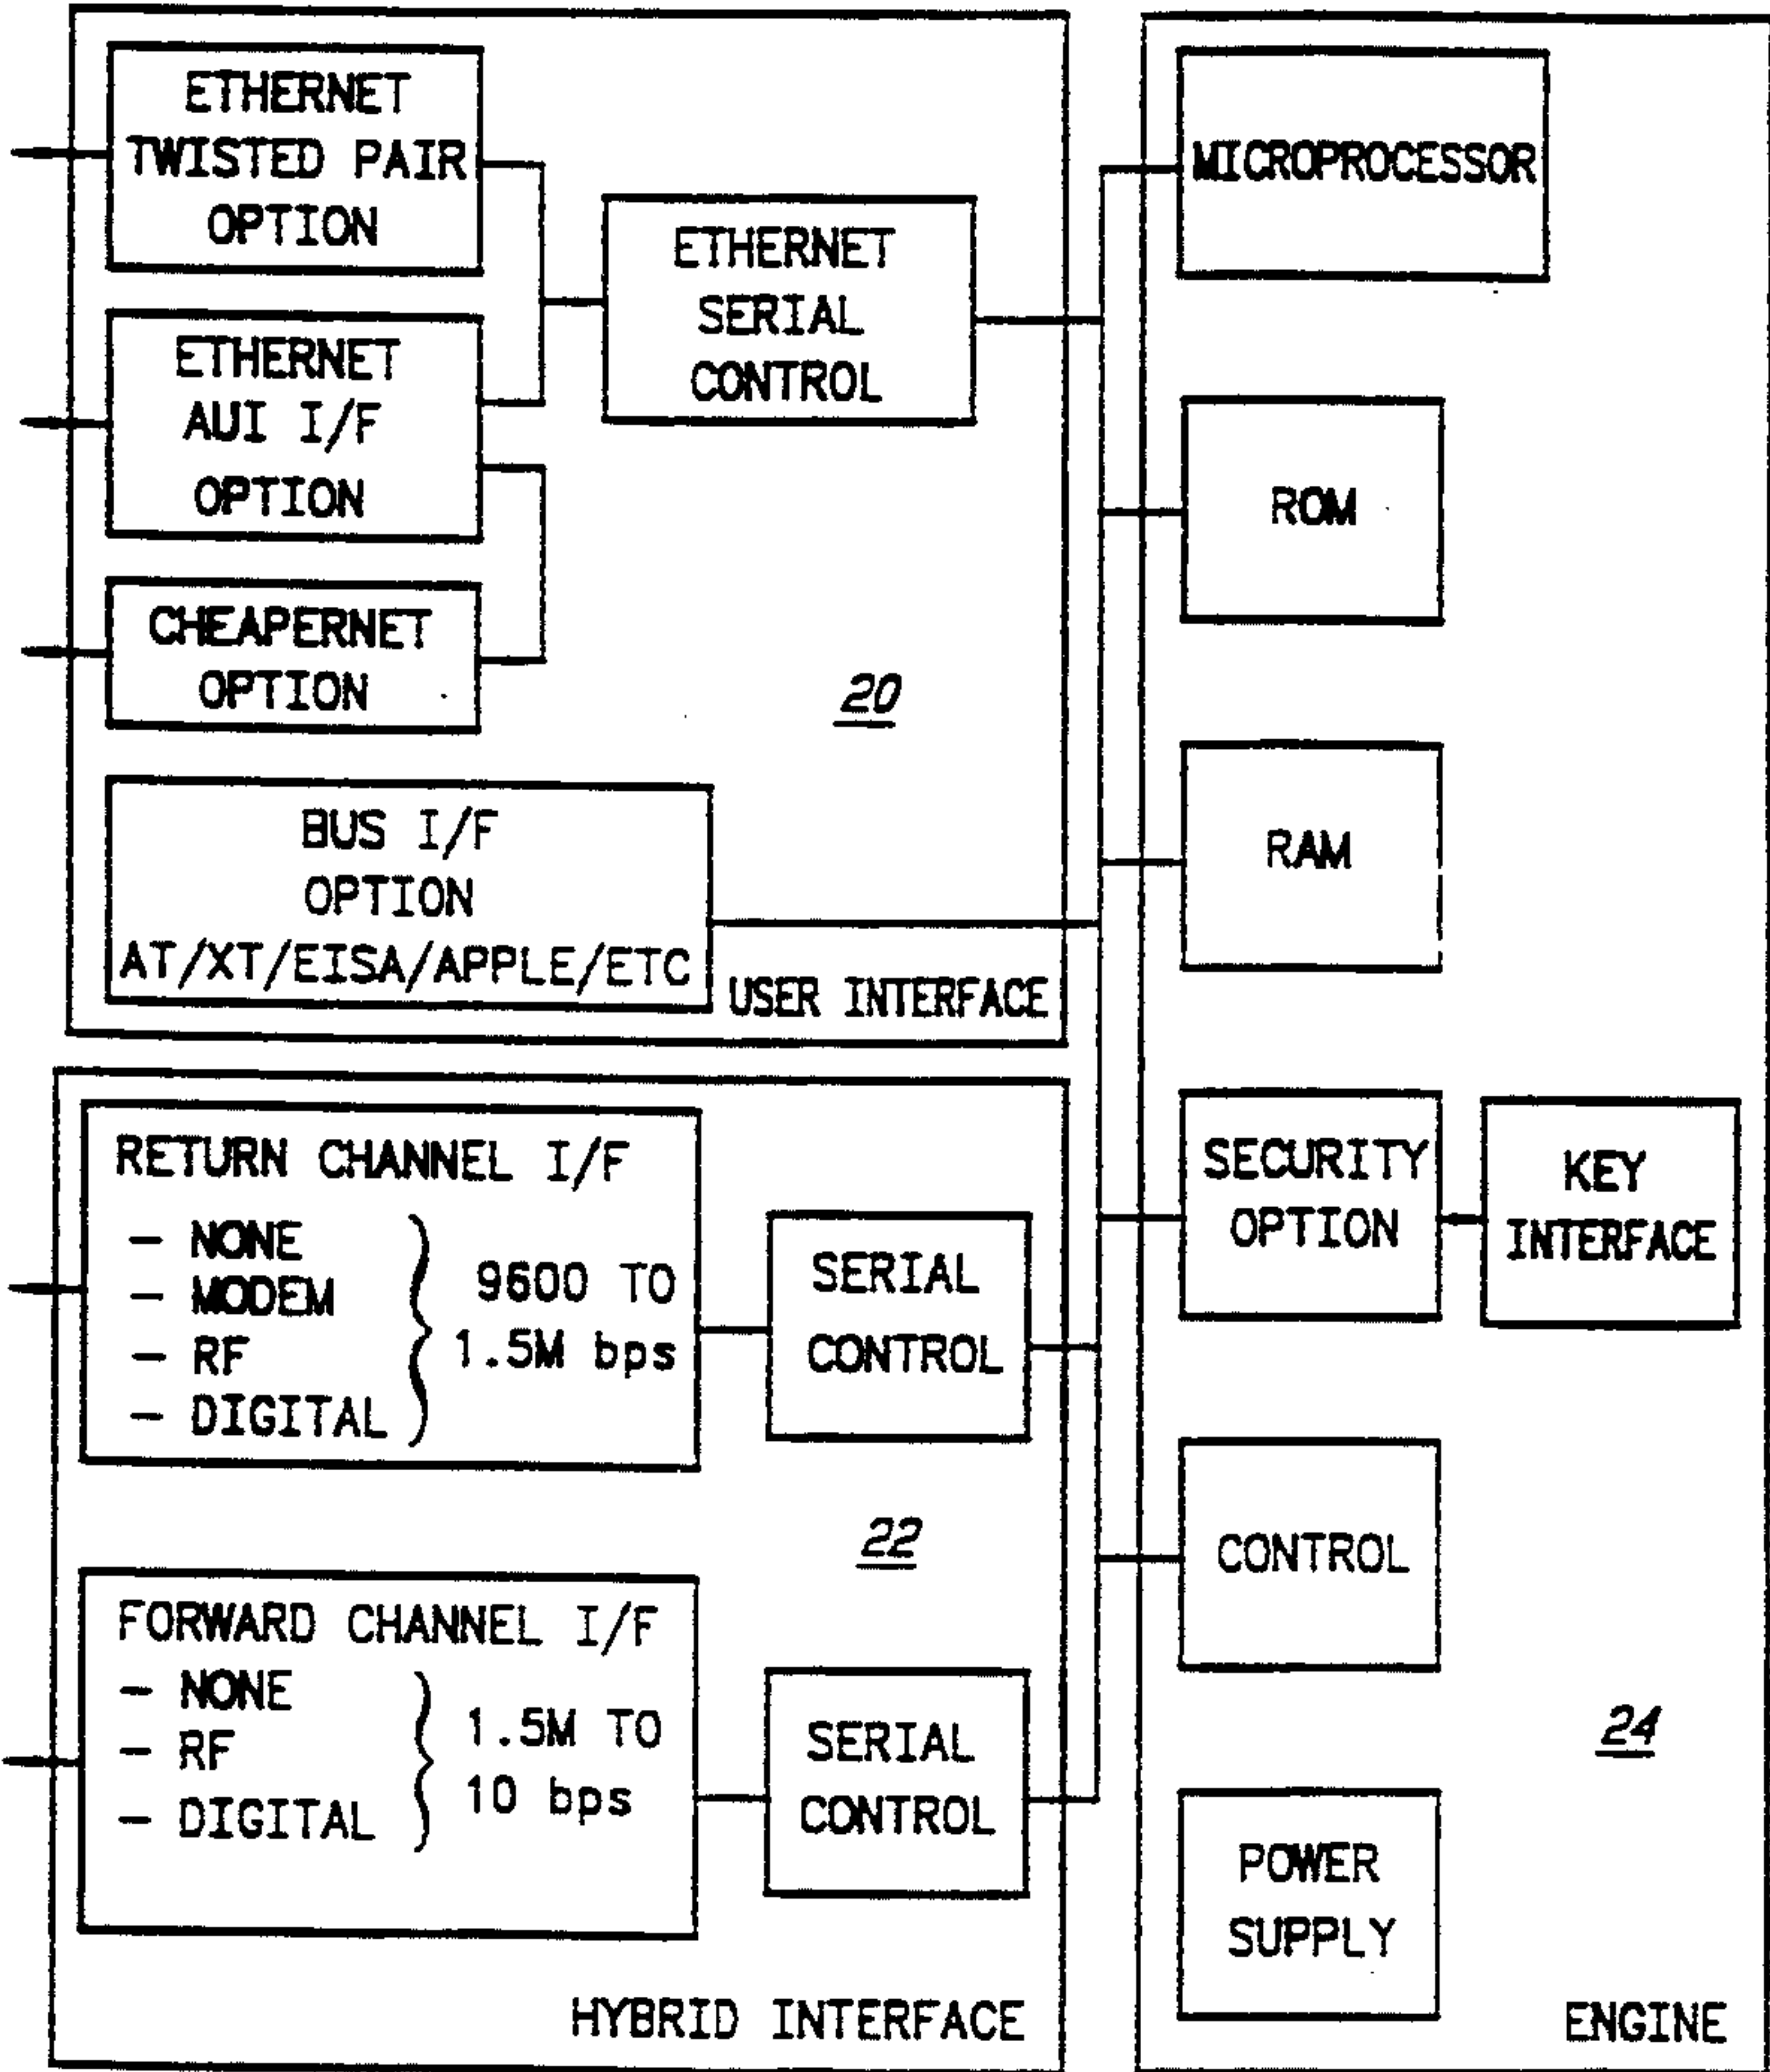 ETHERNET
TWISTED PAIR
OPTION
ETHERNET
AUI I/F
OPTION
CHEAPERNET
OPTION
ETHERNET
SERIAL
CONTROL
20
BUS I/F
OPTION
AT/XT/EISA/APPLE/ETC
USER INTERFACE
RETURN CHANNEL I/F
- NONE
- MODEM
- RF
- DIGITAL
9600 TO
1.5M bps
SERIAL
CONTROL
22
FORWARD CHANNEL I/F
- NONE
- RF
- DIGITAL
1.5M TO
10 bps
SERIAL
CONTROL
HYBRID INTERFACE
MICROPROCESSOR
ROM
RAM
SECURITY
OPTION
KEY
INTERFACE
CONTROL
24
POWER
SUPPLY
ENGINE